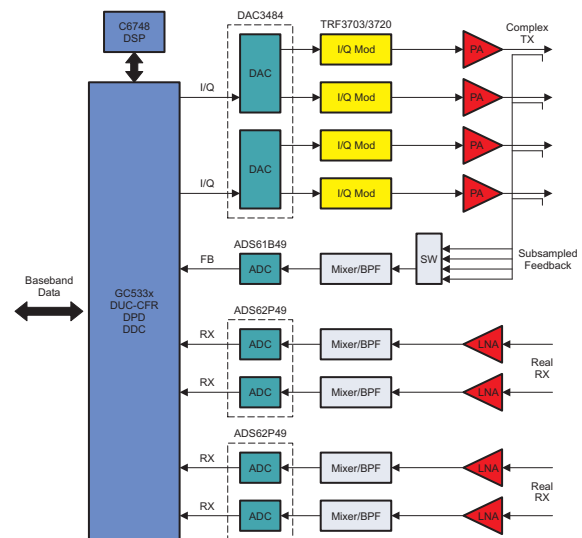 DAC3484
TRF3703/3720
Complex
TX
C6748
DSP
DAC
I/Q Mod
PA
I/Q
I/Q Mod
PA
DAC
I/Q Mod
PA
I/Q
I/Q Mod
PA
ADS61B49
FB
ADC
Mixer/BPF
SW
Subsampled
Feedback
Baseband
Data
GC533x
DUC-CFR
DPD
DDC
ADS62P49
RX
ADC
Mixer/BPF
LNA
Real
RX
RX
ADC
Mixer/BPF
LNA
ADS62P49
RX
ADC
Mixer/BPF
LNA
Real
RX
RX
ADC
Mixer/BPF
LNA